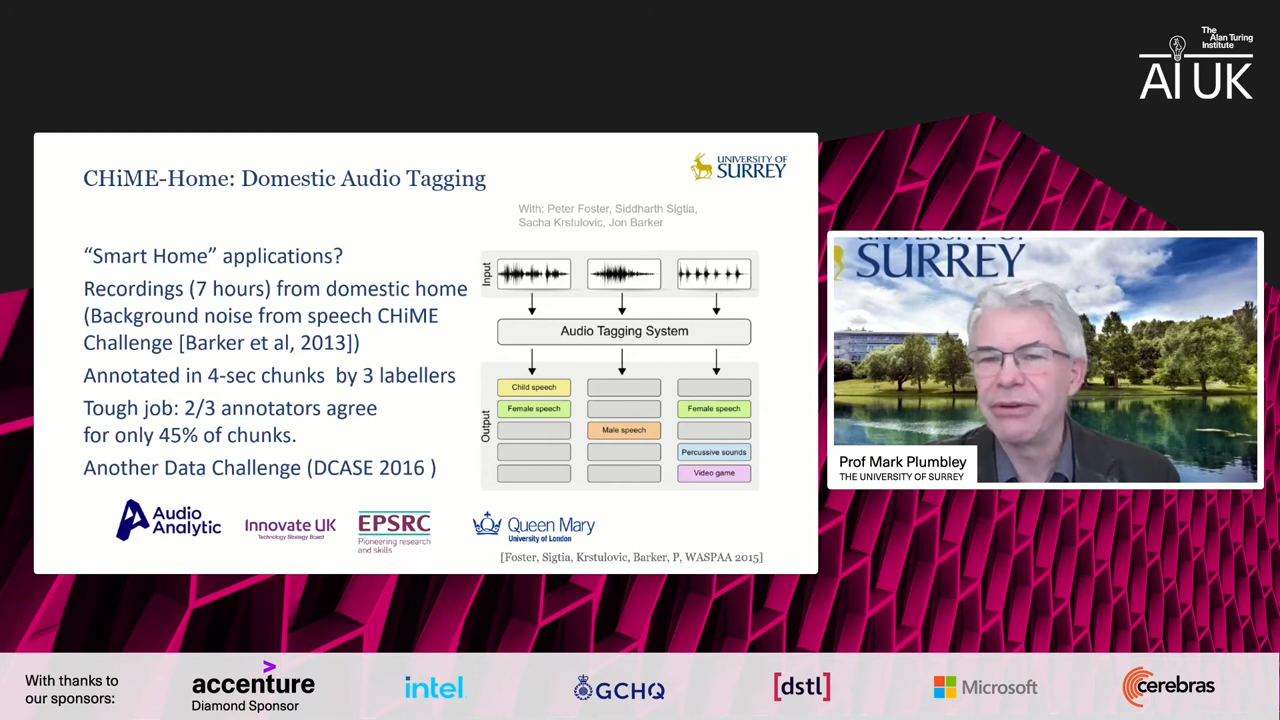 The
Alan Turing
Institute
AI UK
UNIVERSITY OF
SURREY
CHiME-Home: Domestic Audio Tagging
With: Peter Foster, Siddharth Sigtia,
Sacha Krstulovic, Jon Barker
“Smart Home” applications?
Recordings (7 hours) from domestic home
(Background noise from speech CHiME
Challenge [Barker et al, 2013])
Annotated in 4-sec chunks by 3 labellers
Tough job: 2/3 annotators agree
for only 45% of chunks.
Another Data Challenge (DCASE 2016 )
Input
Audio Tagging System
Output
Child speech
Female speech
Female speech
Male speech
Percussive sounds
Video game
Audio
Analytic
Innovate UK
Technology Strategy Board
EPSRC
Pioneering research
and skills
Queen Mary
University of London
[Foster, Sigtia, Krstulovic, Barker, P, WASPAA 2015]
UNIVERSITY OF
SURREY
Prof Mark Plumbley
THE UNIVERSITY OF SURREY
With thanks to
our sponsors:
accenture
Diamond Sponsor
intel
GCHQ
[dstl]
Microsoft
cerebras